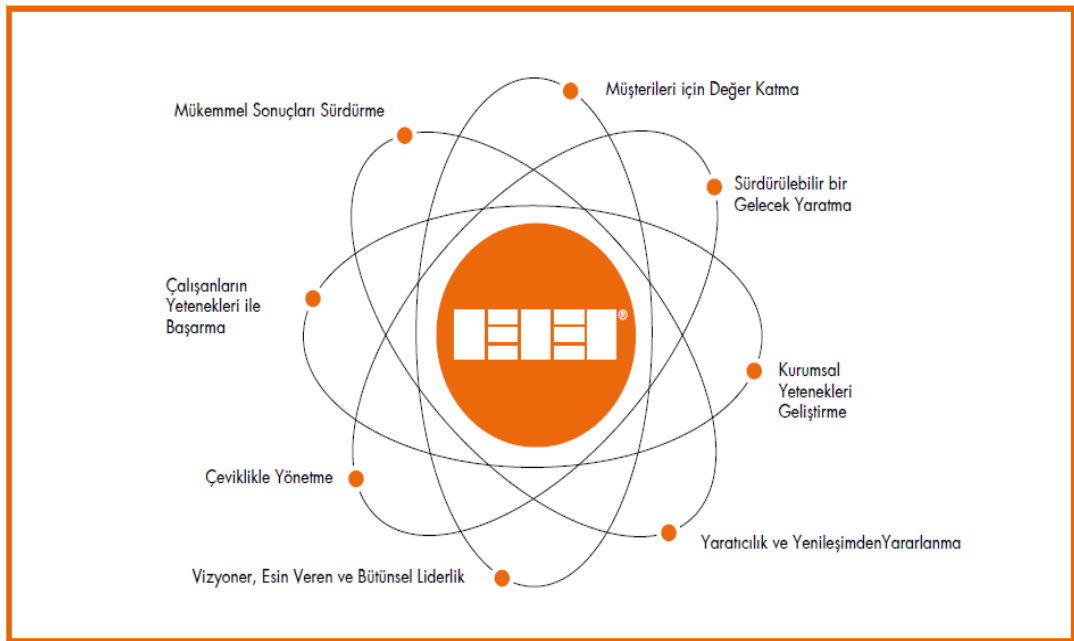 Müşterileri için Değer Katma
Mükemmel Sonuçları Sürdürme
Sürdürülebilir bir
Gelecek Yaratma
Çalışanların
Yetenekleri ile
Başarma
®
Kurumsal
Yetenekleri
Geliştirme
Çeviklikle Yönetme
Yaratıcılık ve YenileşimdenYararlanma
Vizyoner, Esin Veren ve Bütünsel Liderlik